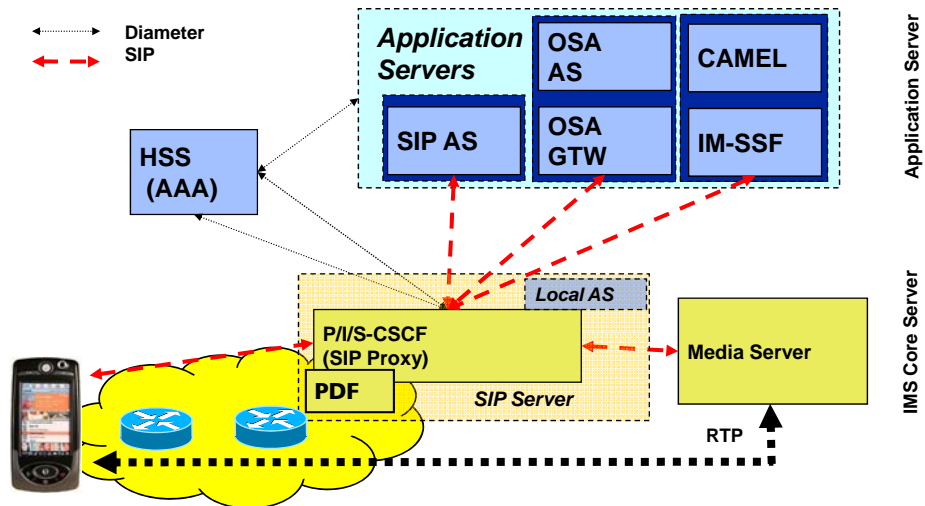 Diameter
SIP
Application
Servers
OSA
AS
CAMEL
SIP AS
OSA
GTW
IM-SSF
Application Server
HSS
(AAA)
Local AS
P/I/S-CSCF
(SIP Proxy)
PDF
SIP Server
Media Server
IMS Core Server
RTP